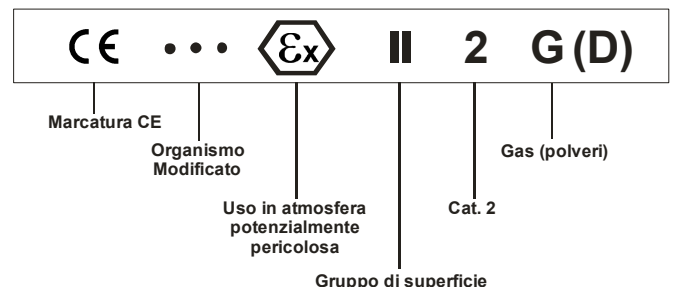 CE • • • Ex II 2 G (D)
Marcatura CE
Organismo
Modificato
Gas (polveri)
Uso in atmosfera
potenzialmente
pericolosa
Cat. 2
Gruppo di superficie